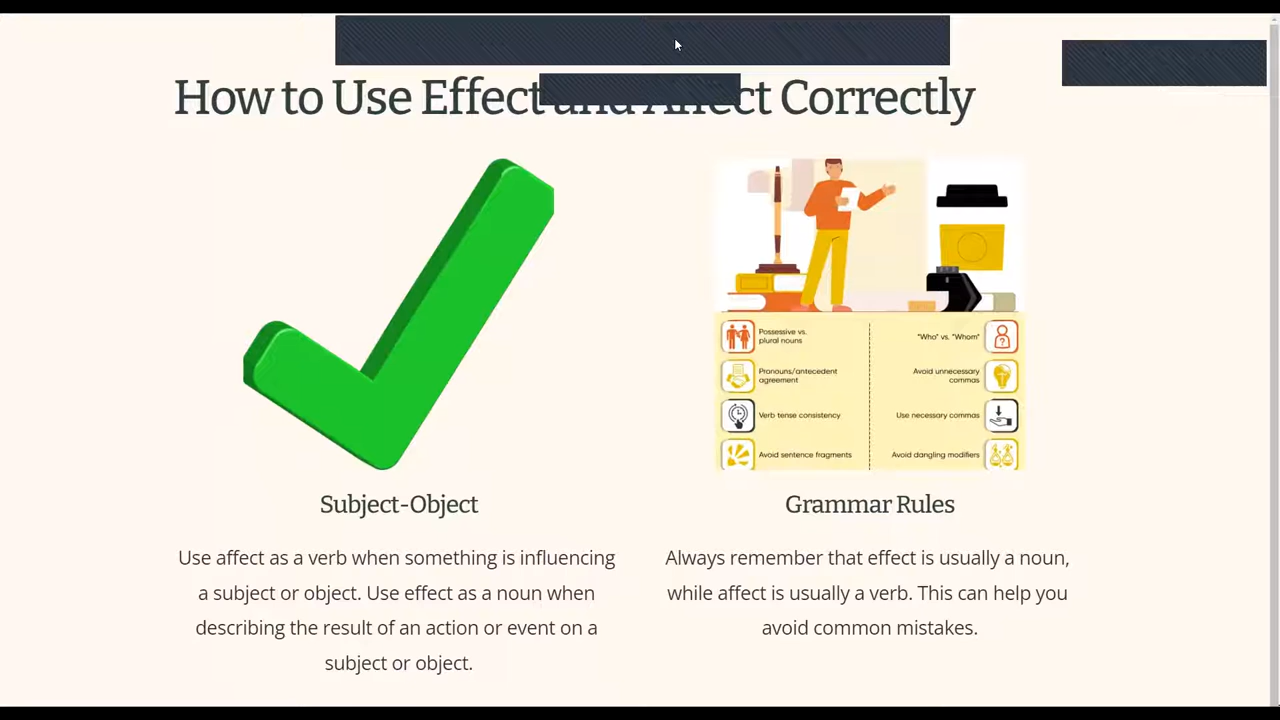 How to Use Effect and Affect Correctly
Possessive vs.
plural nouns
Pronouns/antecedent
agreement
Verb tense consistency
Avoid sentence fragments
"Who" vs. "Whom"
Avoid unnecessary
commas
Use necessary commas
Avoid dangling modifiers
Subject-Object
Use affect as a verb when something is influencing
a subject or object. Use effect as a noun when
describing the result of an action or event on a
subject or object.
Grammar Rules
Always remember that effect is usually a noun,
while affect is usually a verb. This can help you
avoid common mistakes.